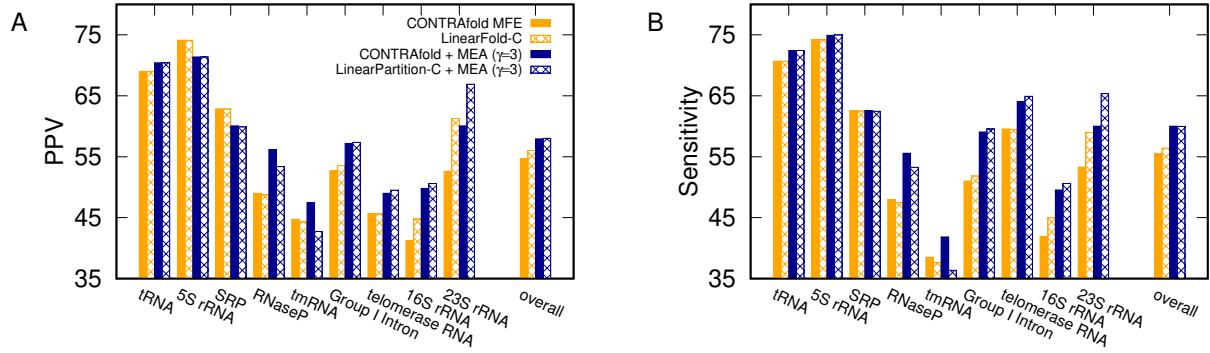 A
PPV
75
65
55
45
35
CONTRAfold MFE
LinearFold-C
CONTRAfold + MEA (γ=3)
LinearPartition-C + MEA (γ=3)
tRNA
5S rRNA
SRP
RNaseP
tmRNA
Group I Intron
telomerase RNA
16S rRNA
23S rRNA
overall
B
Sensitivity
75
65
55
45
35
tRNA
5S rRNA
SRP
RNaseP
tmRNA
Group I Intron
telomerase RNA
16S rRNA
23S rRNA
overall